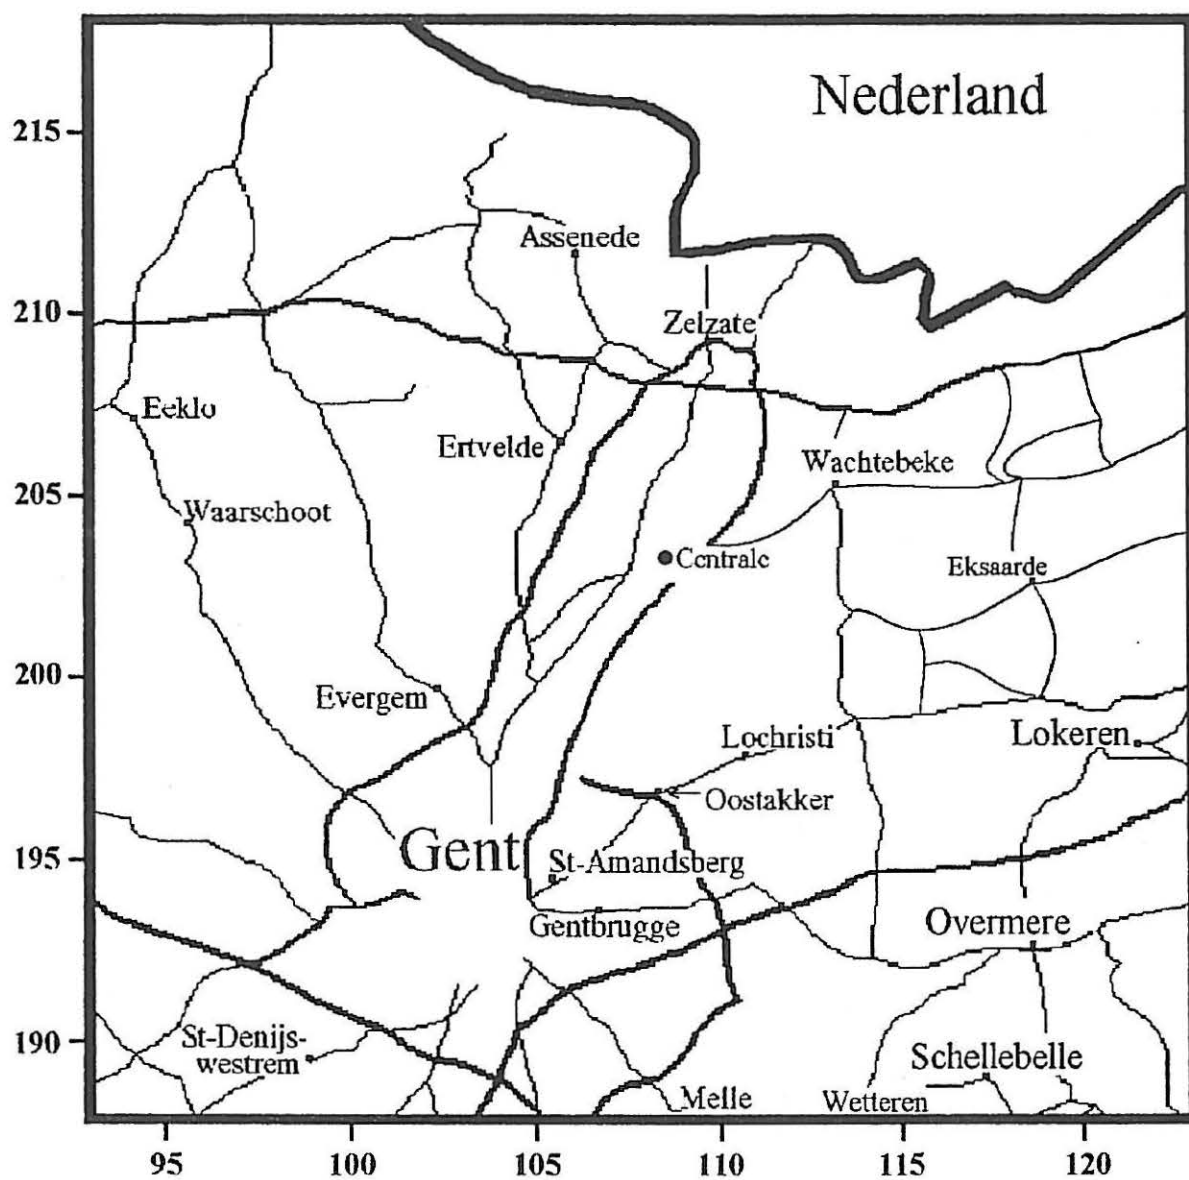 Nederland
215
Assenede
210
Zelzate
Eeklo
Ertvelde
Wachtebeke
205
Waarschoot
Centrale
Eksaarde
200
Evergem
Lochristi
Lokeren
Oostakker
195
Gent
St-Amandsberg
Gentbrugge
Overmere
190
St-Denijs-
westrem
Schellebelle
Melle
Wetteren
95
100
105
110
115
120